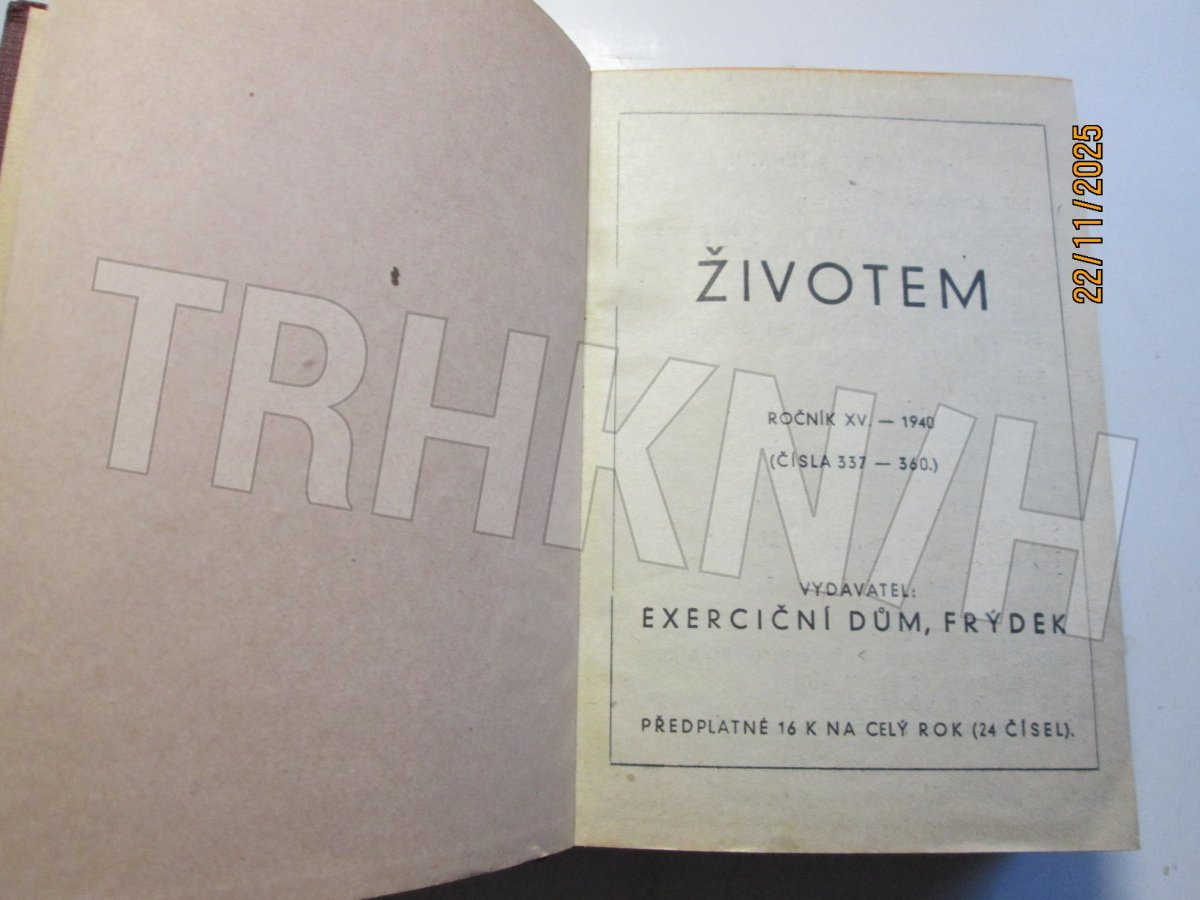 ŽIVOTEM
ROČNÍK XV. — 1940
(ČÍSLA 337 — 360.)
VYDAVATEL:
EXERCIČNÍ DŮM, FRÝDEK
PŘEDPLATNÉ 16 K NA CELÝ ROK (24 ČÍSEL).
22/11/2025
TRHKNIH